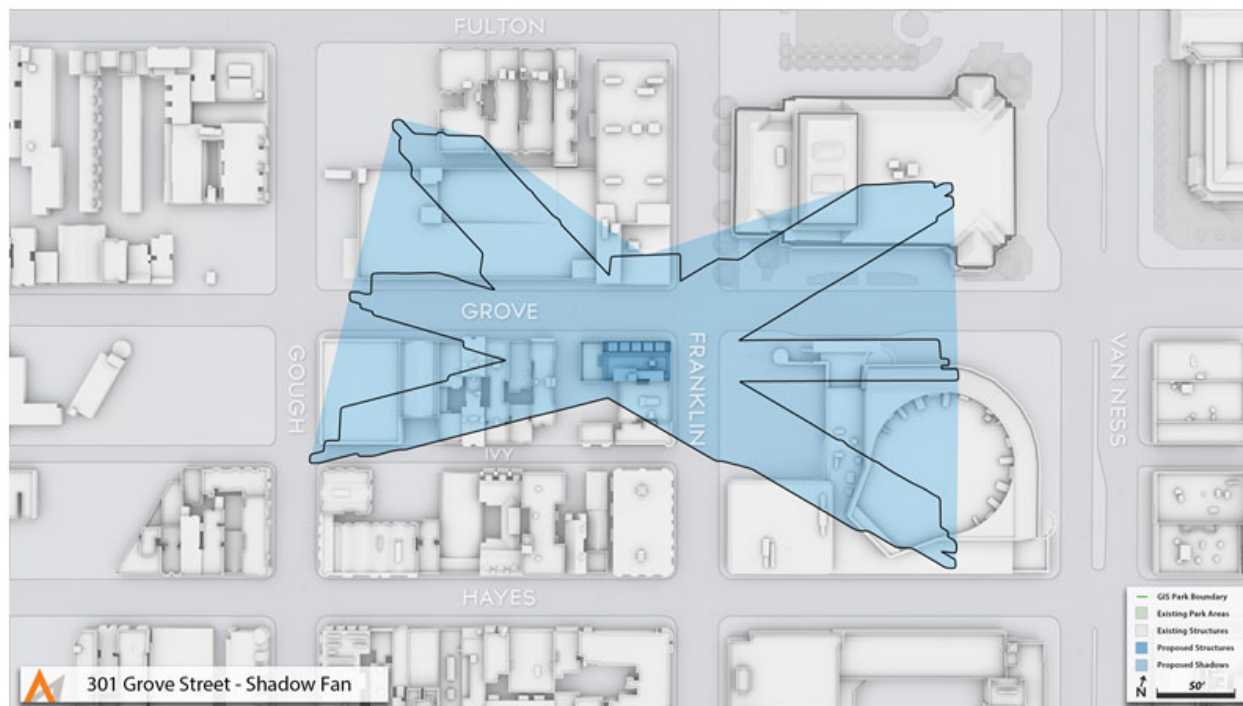 FULTON
GROVE
GOUGH
FRANKLIN
VAN NESS
IVY
HAYES
GIS Park Boundary
Existing Park Areas
Existing Structures
Proposed Structures
Proposed Shadows
N
50'
301 Grove Street - Shadow Fan